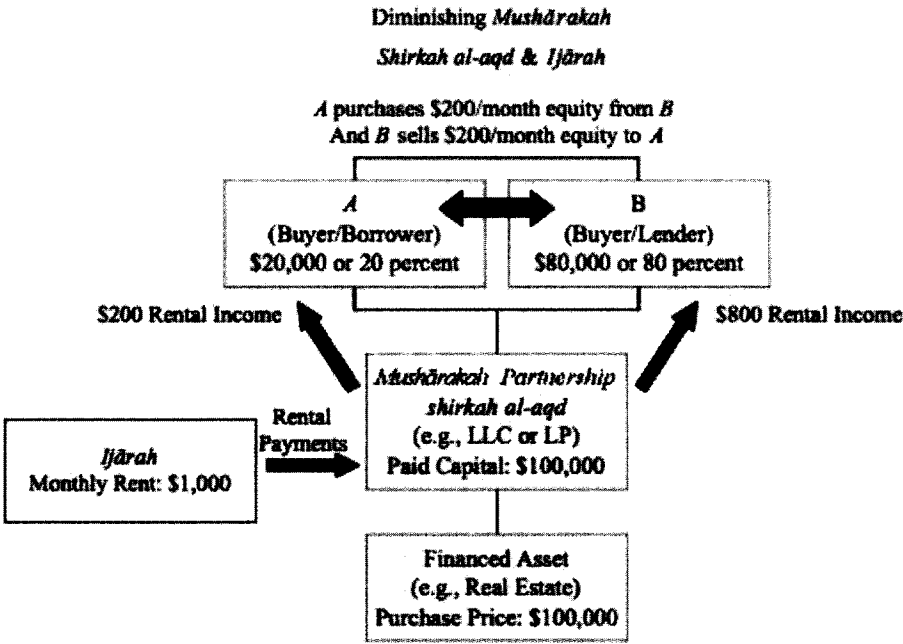 Diminishing Mushārakah
Shirkah al-aqd & Ijārah
A purchases $200/month equity from B
And B sells $200/month equity to A
A
(Buyer/Borrower)
$20,000 or 20 percent
B
(Buyer/Lender)
$80,000 or 80 percent
$200 Rental Income
$800 Rental Income
Mushārakah Partnership
shirkah al-aqd
(e.g., LLC or LP)
Paid Capital: $100,000
Rental
Payments
Ijārah
Monthly Rent: $1,000
Financed Asset
(e.g., Real Estate)
Purchase Price: $100,000